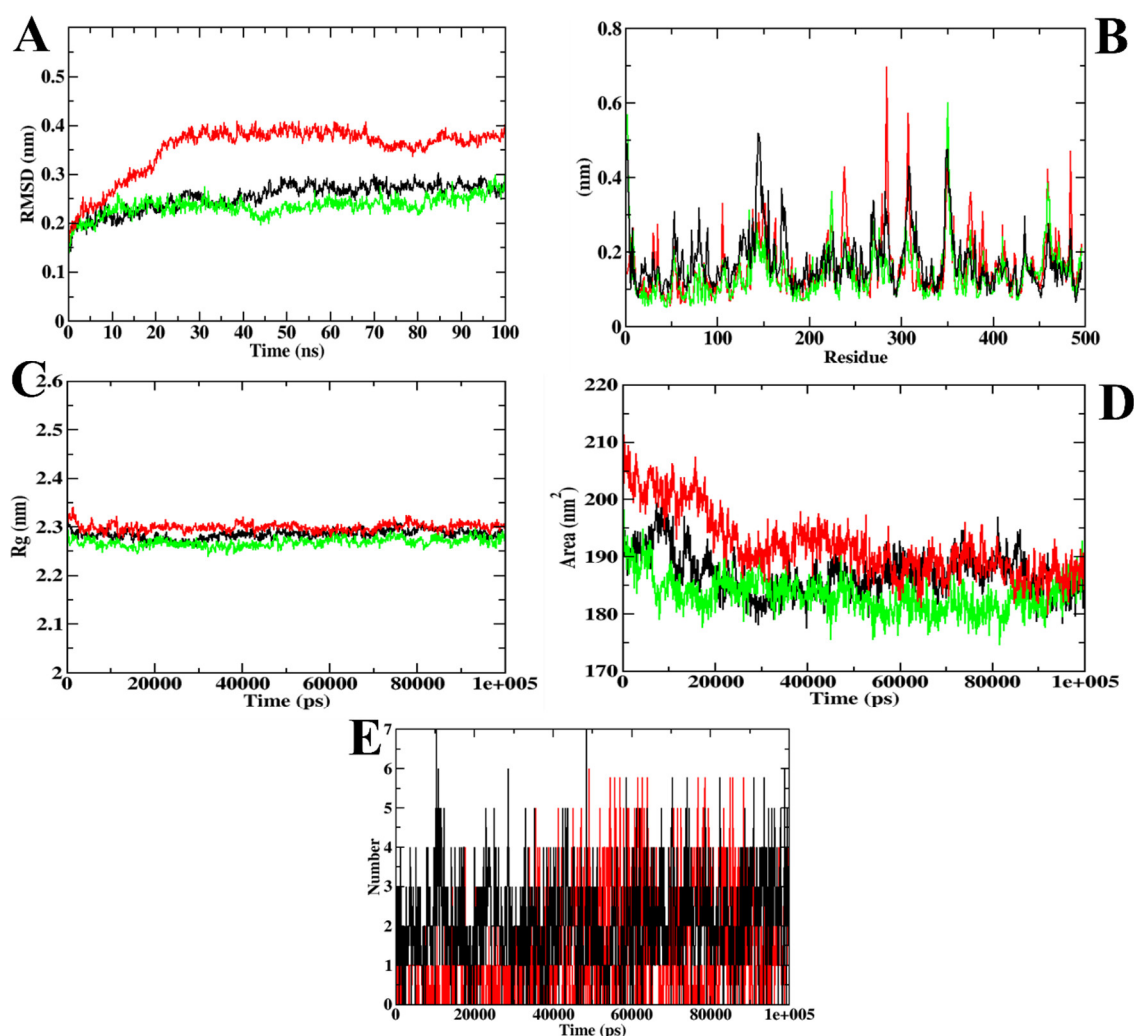 A
RMSD (nm)
0.5
0.4
0.3
0.2
0.1
0
0 10 20 30 40 50 60 70 80 90 100
Time (ns)
B
(nm)
0.8
0.6
0.4
0.2
0
0 100 200 300 400 500
Residue
C
Rg (nm)
2.6
2.5
2.4
2.3
2.2
2.1
2
0 20000 40000 60000 80000 1e+005
Time (ps)
D
Area (nm²)
220
210
200
190
180
170
0 20000 40000 60000 80000 1e+005
Time (ps)
E
Number
7
6
5
4
3
2
1
0
0 20000 40000 60000 80000 1e+005
Time (ps)